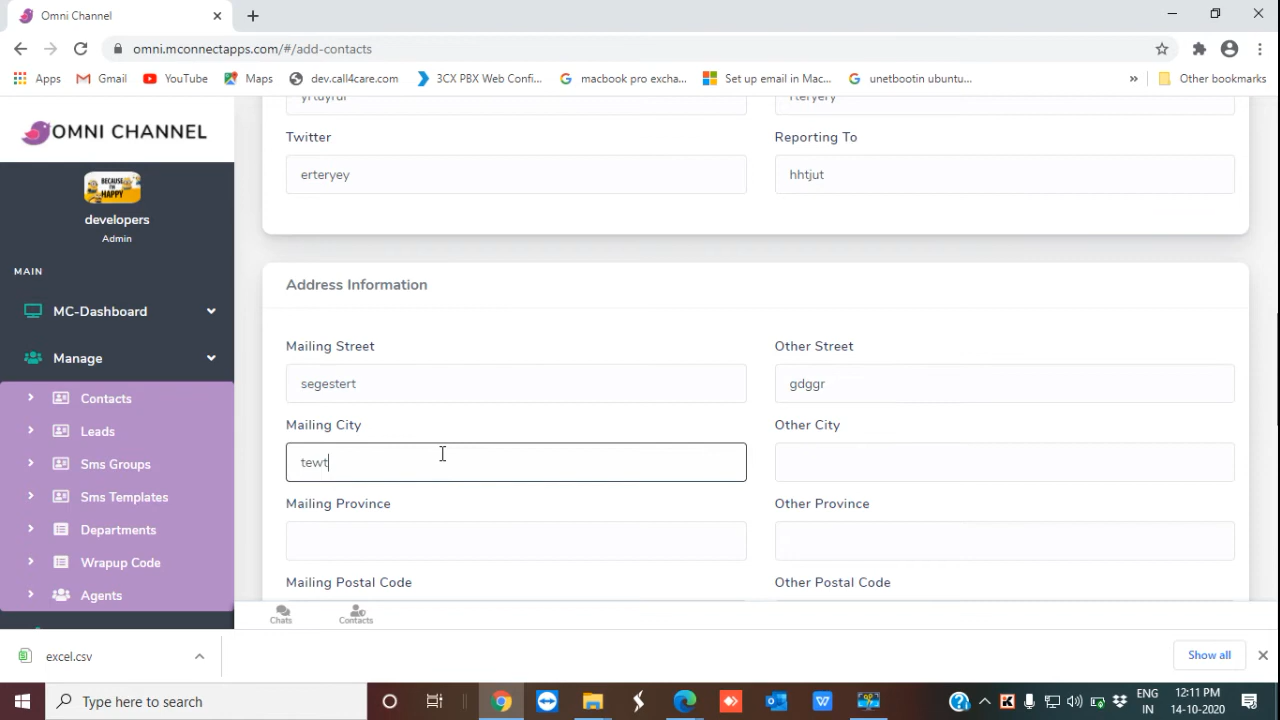 Omni Channel
omni.mconnectapps.com/#/add-contacts
Apps Gmail YouTube Maps dev.call4care.com 3CX PBX Web Confi... macbook pro excha... Set up email in Mac... unetbootin ubuntu... » Other bookmarks
OMNI CHANNEL
BECAUSE I'M HAPPY
developers
Admin
MAIN
MC-Dashboard
Manage
Contacts
Leads
Sms Groups
Sms Templates
Departments
Wrapup Code
Agents
Twitter Reporting To
erteryey hhtjut
Address Information
Mailing Street Other Street
segestert gdggr
Mailing City Other City
tewt
Mailing Province Other Province
Mailing Postal Code Other Postal Code
Chats Contacts
excel.csv Show all
Type here to search
ENG 12:11 PM
IN 14-10-2020